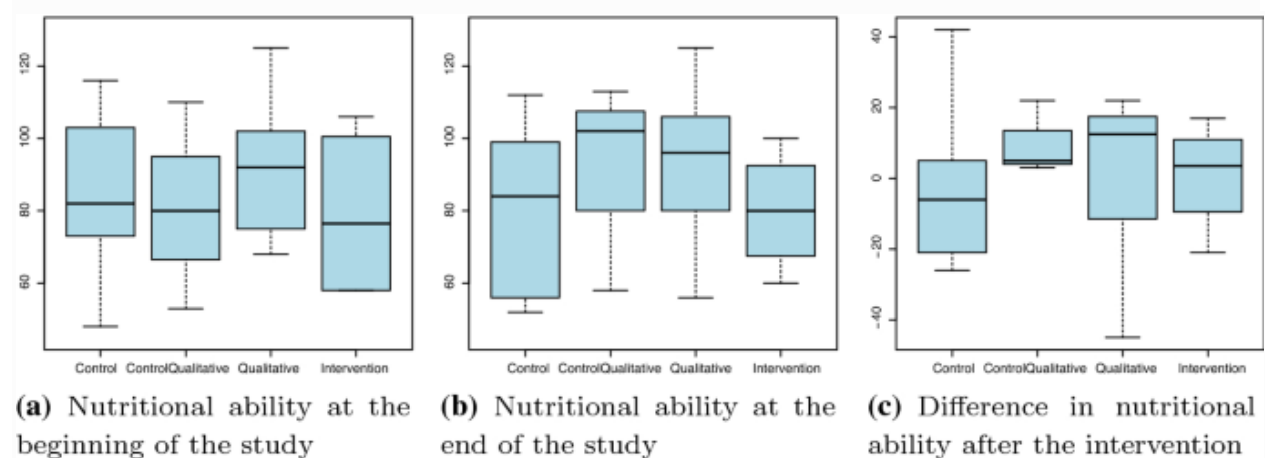 120
100
80
60
Control ControlQualitative Qualitative Intervention
(a) Nutritional ability at the
beginning of the study
120
100
80
60
Control ControlQualitative Qualitative Intervention
(b) Nutritional ability at the
end of the study
40
20
0
−20
−40
Control ControlQualitative Qualitative Intervention
(c) Difference in nutritional
ability after the intervention